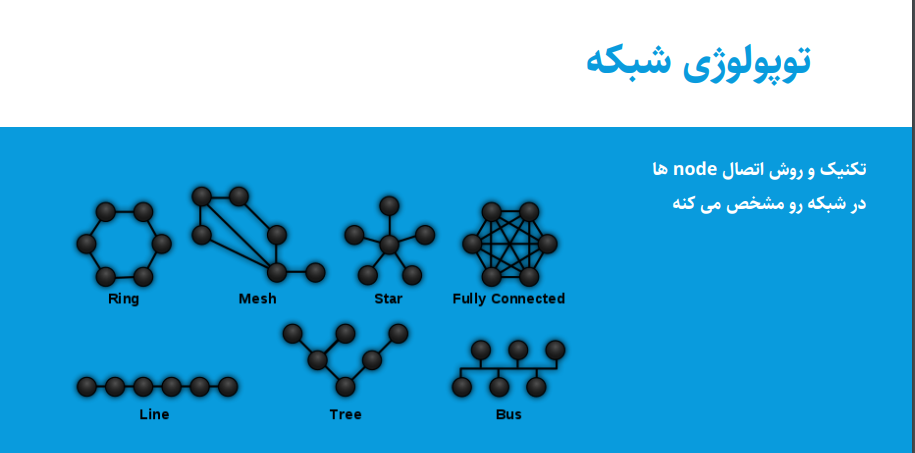 توپولوژی شبکه
تکنیک و روش اتصال node ها
در شبکه رو مشخص می کنه
Ring
Mesh
Star
Fully Connected
Line
Tree
Bus